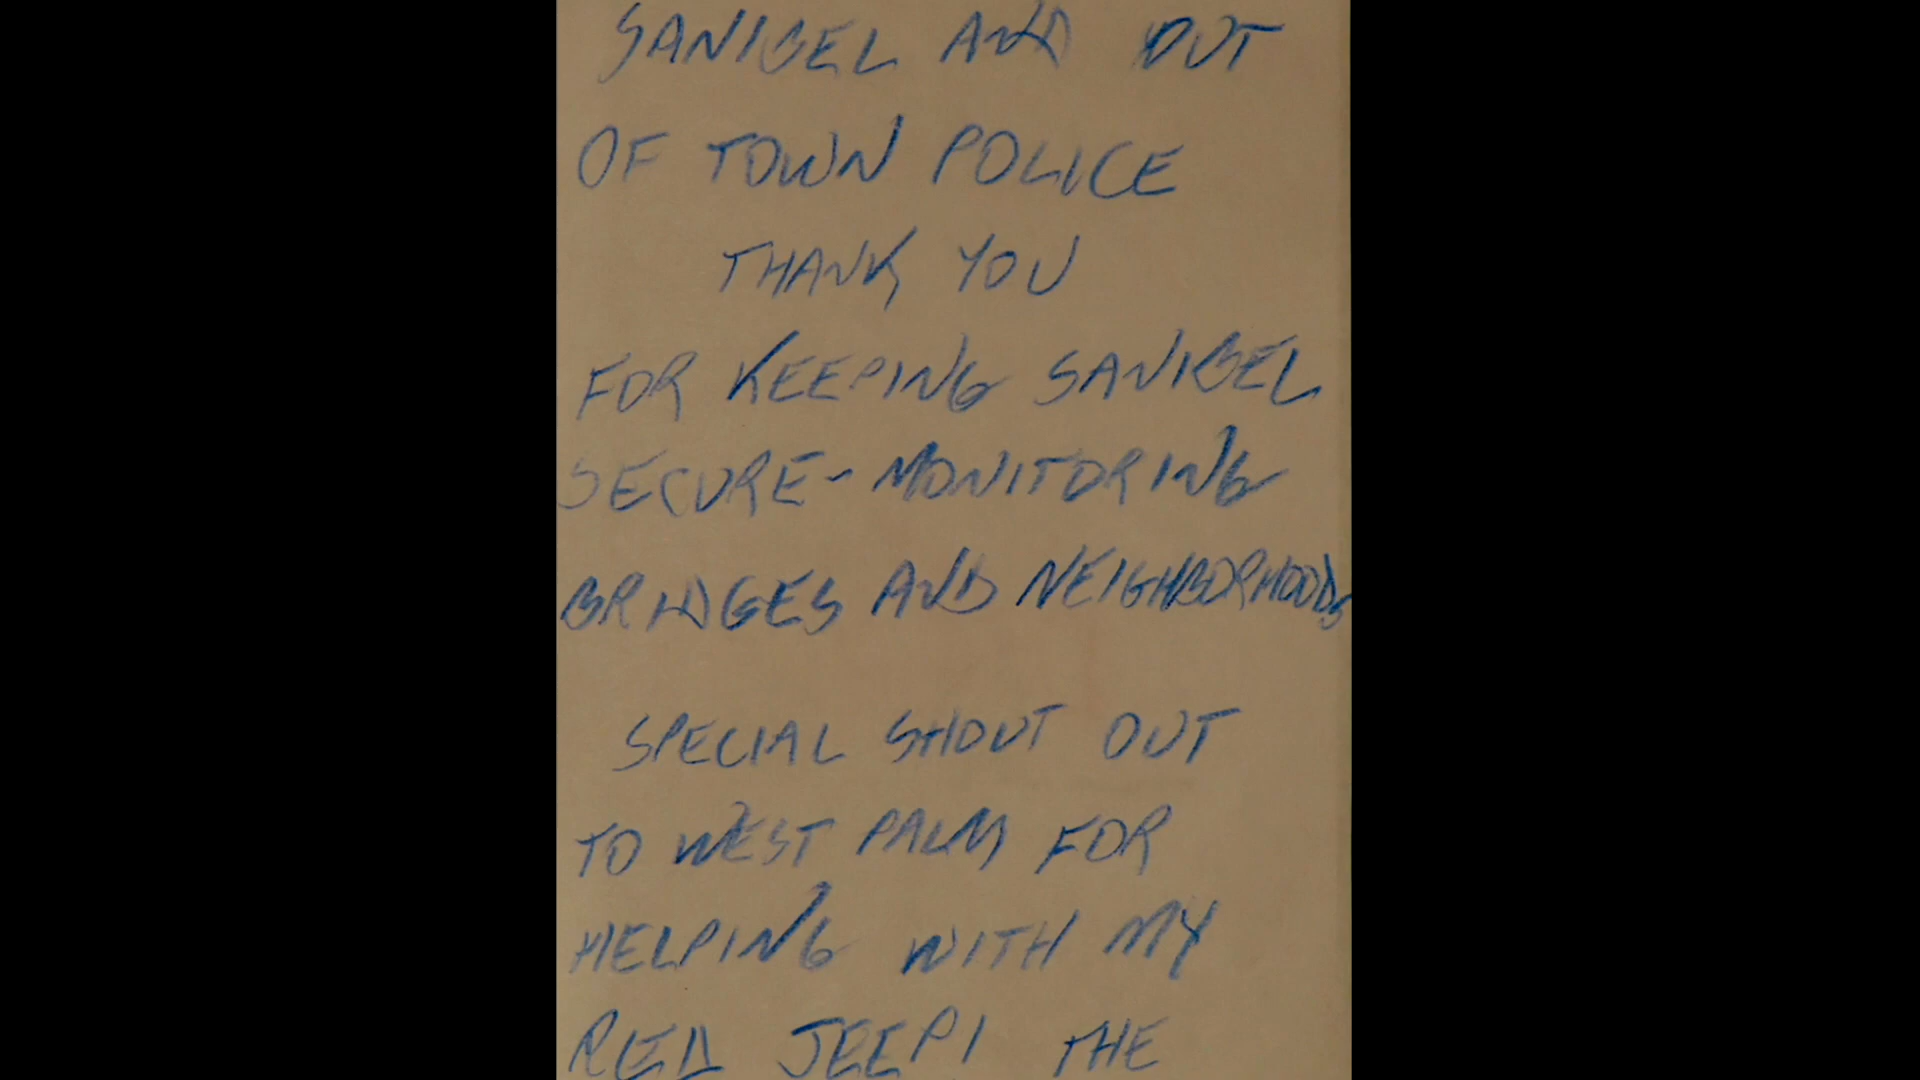 SANIBEL AND OUT
OF TOWN POLICE
THANK YOU
FOR KEEPING SANIBEL
SECURE - MONITORING
BRIDGES AND NEIGHBORHOODS
SPECIAL SHOUT OUT
TO WEST PALM FOR
HELPING WITH MY
RED JEEP! THE